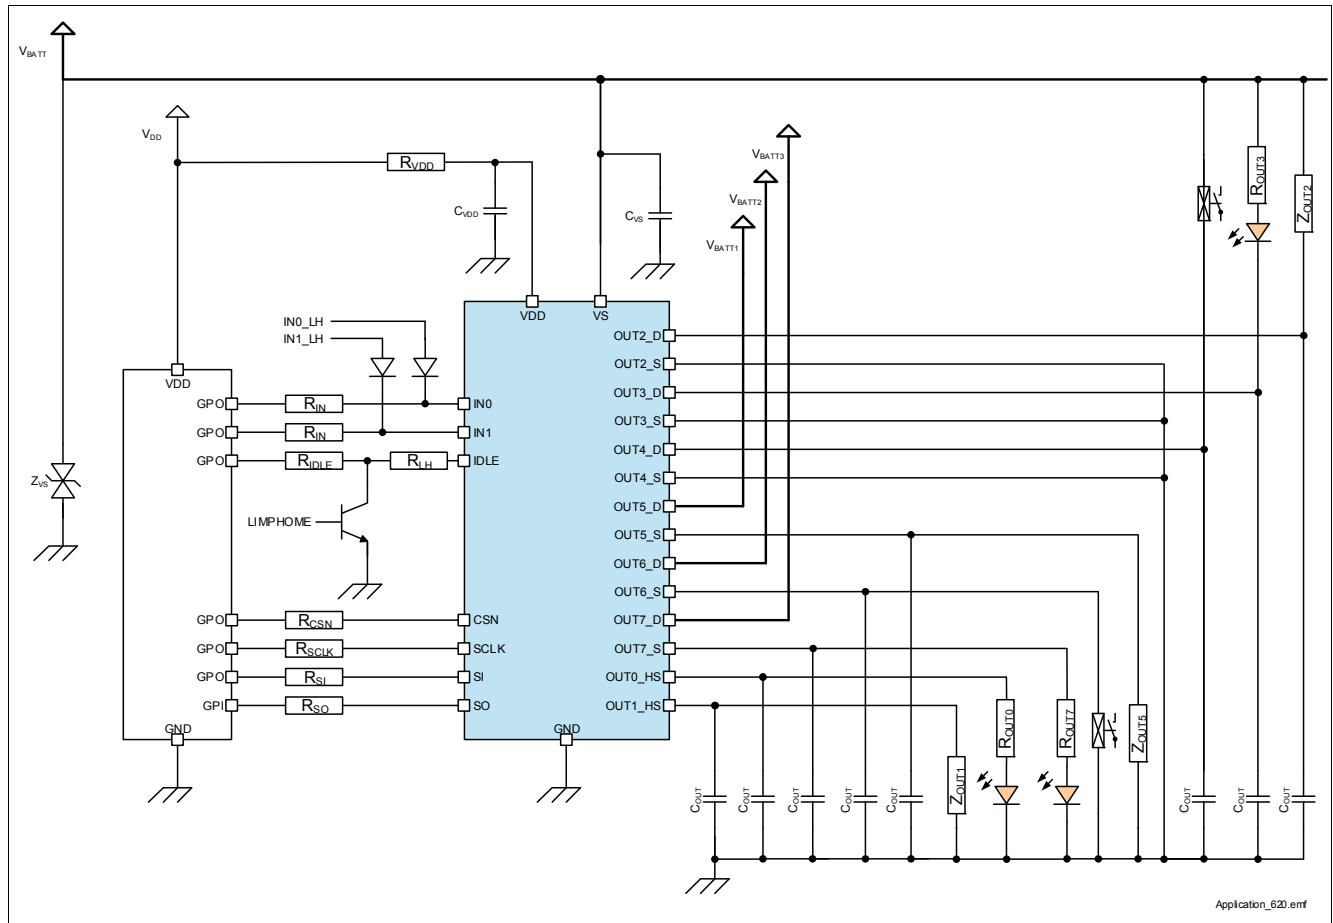 VBATT
VDD
RVDD
CVDD
CVS
VBATT3
VBATT2
VBATT1
ROUT3
ZOUT2
VDD
VS
IN0_LH
IN1_LH
VDD
GPO
RIN
IN0
GPO
RIN
IN1
GPO
RIDLE
RLH
IDLE
ZVS
LIMPHOME
GPO
RCSN
CSN
GPO
RSCLK
SCLK
GPO
RSI
SI
GPI
RSO
SO
GND
GND
OUT2_D
OUT2_S
OUT3_D
OUT3_S
OUT4_D
OUT4_S
OUT5_D
OUT5_S
OUT6_D
OUT6_S
OUT7_D
OUT7_S
OUT0_HS
OUT1_HS
ROUT0
ROUT7
ZOUT5
ZOUT1
COUT
COUT
COUT
COUT
COUT
COUT
COUT
COUT
Application_620.emf